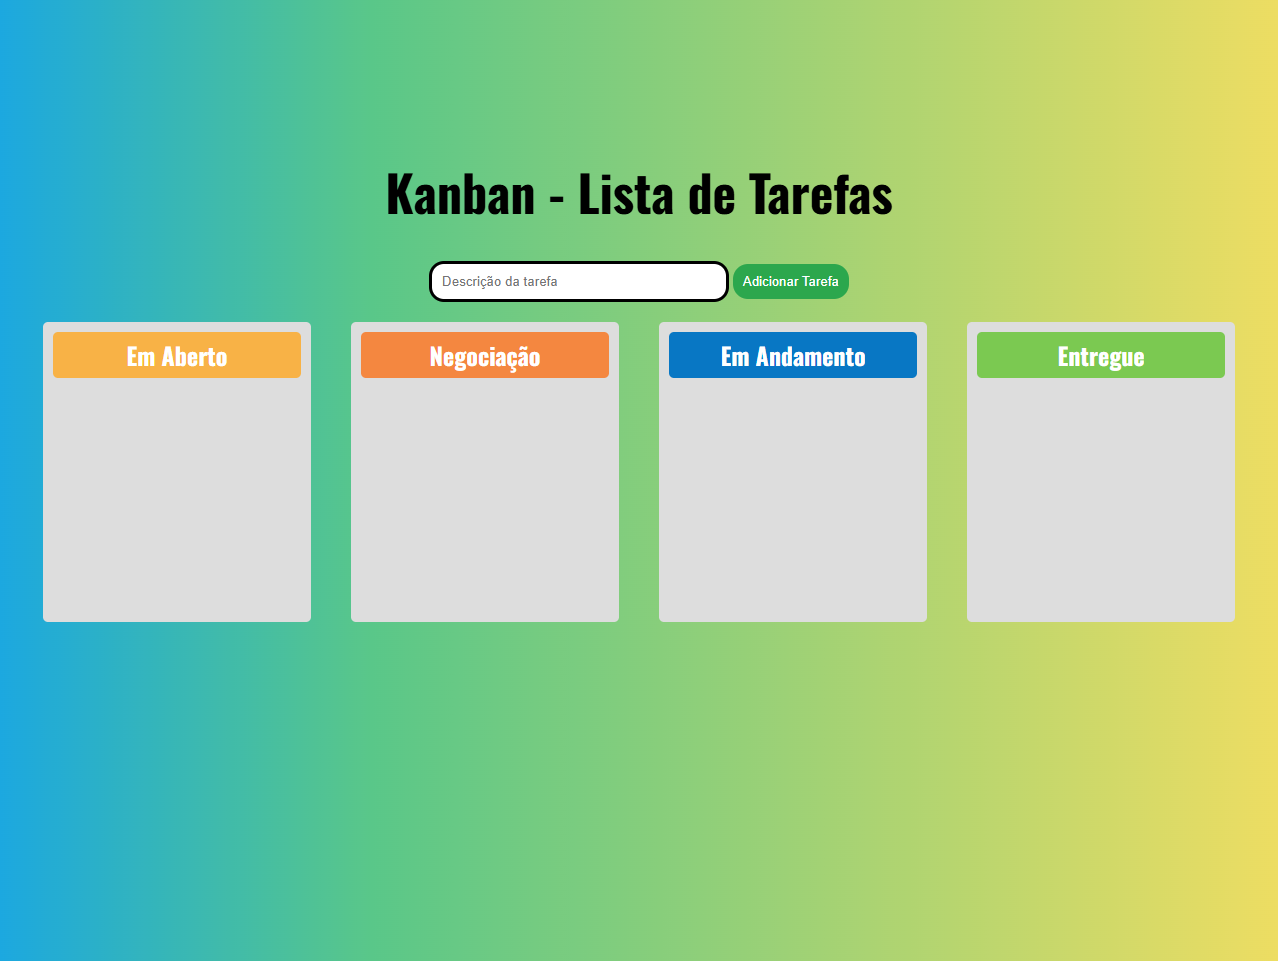 Kanban - Lista de Tarefas
Descrição da tarefa
Adicionar Tarefa
Em Aberto
Negociação
Em Andamento
Entregue